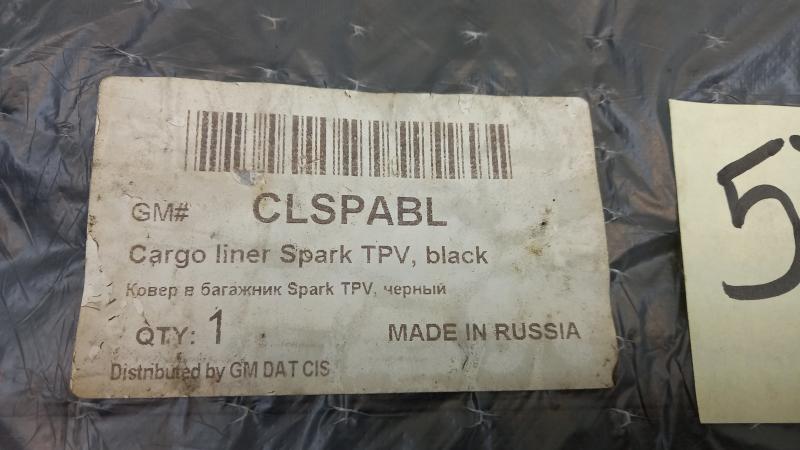 GM# CLSPABL
Cargo liner Spark TPV, black
Ковер в багажник Spark TPV, черный
QTY: 1 MADE IN RUSSIA
Distributed by GM DAT CIS
5